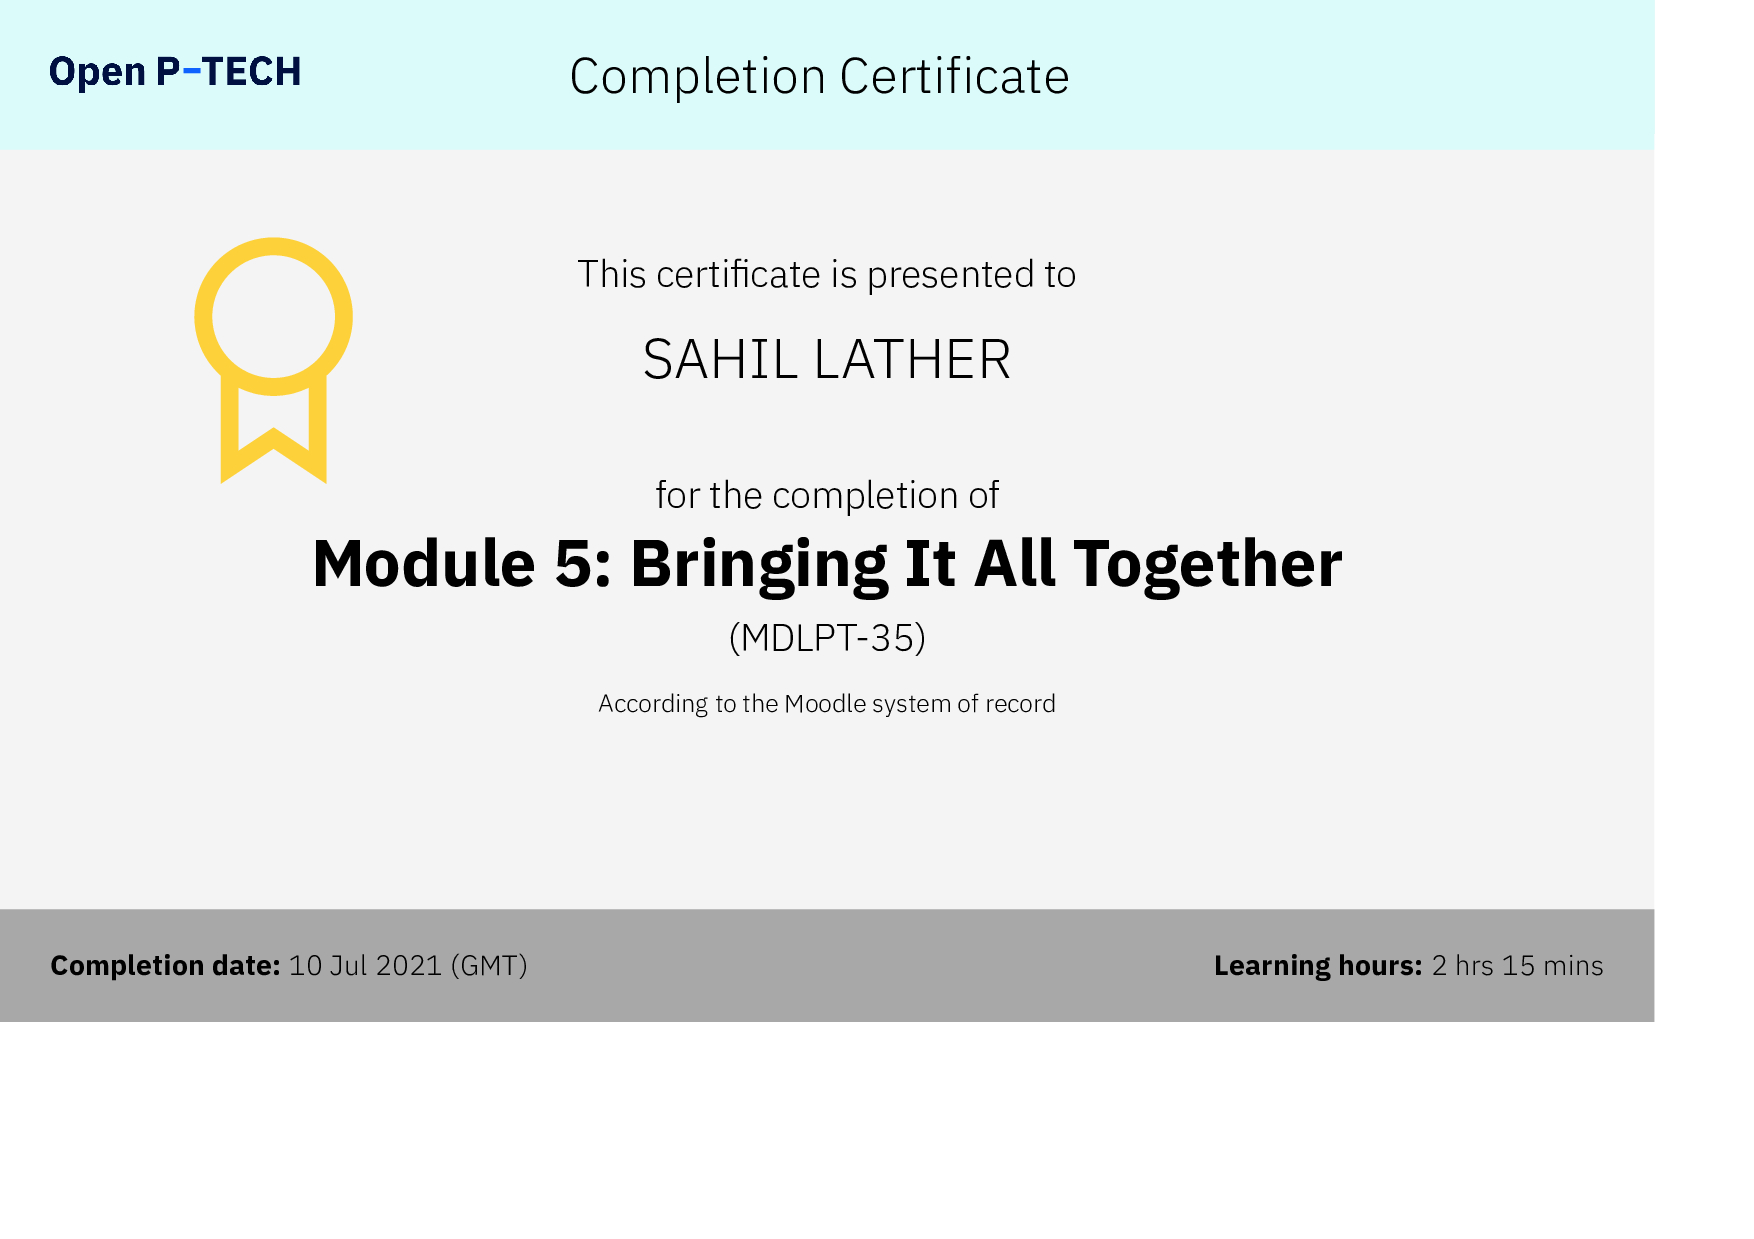 Open P-TECH
Completion Certificate
This certificate is presented to
SAHIL LATHER
for the completion of
Module 5: Bringing It All Together
(MDLPT-35)
According to the Moodle system of record
Completion date: 10 Jul 2021 (GMT)
Learning hours: 2 hrs 15 mins